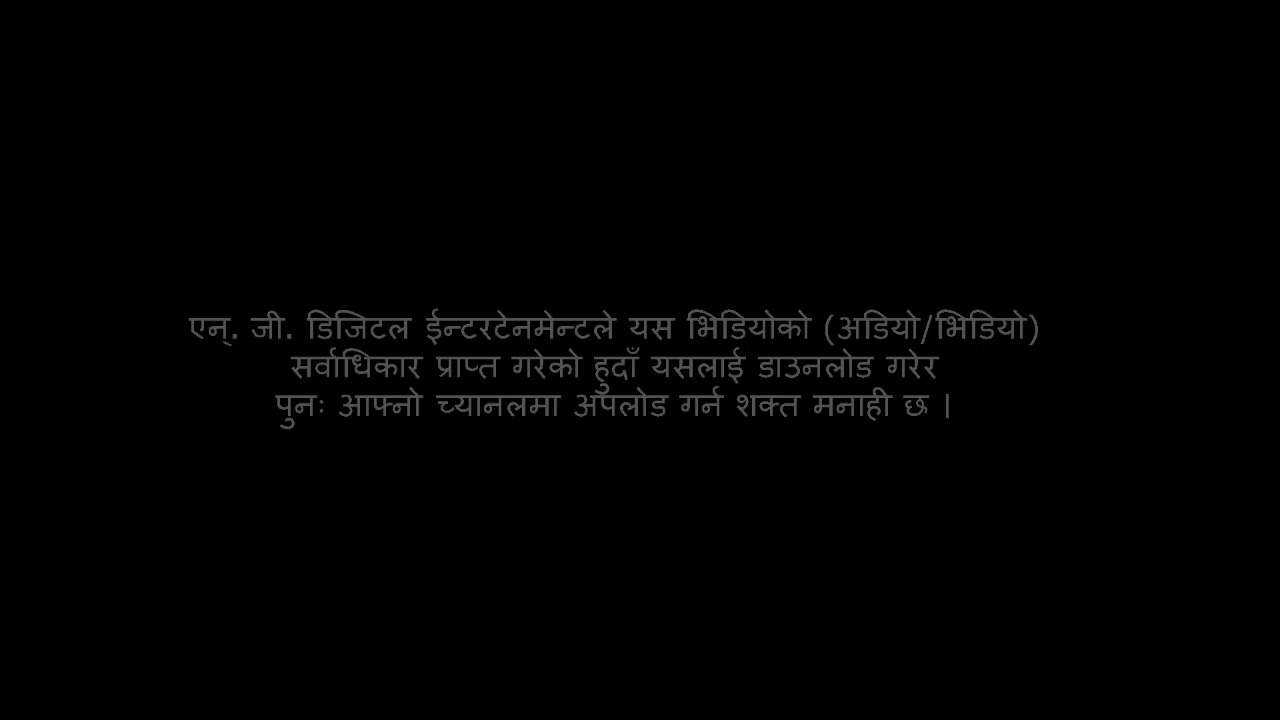 एन्. जी. डिजिटल ईन्टरटेनमेन्टले यस भिडियोको (अडियो/भिडियो)
सर्वाधिकार प्राप्त गरेको हुदाँ यसलाई डाउनलोड गरेर
पुनः आफ्नो च्यानलमा अपलोड गर्न शक्त मनाही छ ।